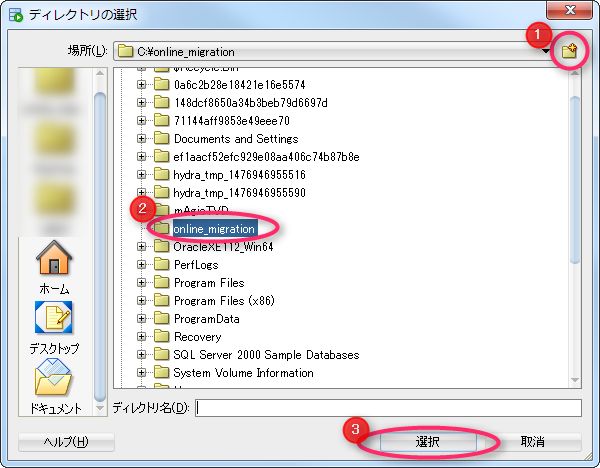 ディレクトリの選択
1
場所(L): C:¥online_migration
$Recycle.Bin
0a6c2b28e18421e16e5574
148dcf8650a34b3beb79d6697d
71144aff9853e49eee70
Documents and Settings
ef1aacf52efc929e08aa406c74b87b8e
hydra_tmp_1476946955516
hydra_tmp_1476946955590
2
mAgicTVD
online_migration
OracleXE112_Win64
PerfLogs
Program Files
Program Files (x86)
ProgramData
Recovery
SQL Server 2000 Sample Databases
System Volume Information
ホーム
デスクトップ
ドキュメント
ディレクトリ名(D):
3
ヘルプ(H)
選択
取消